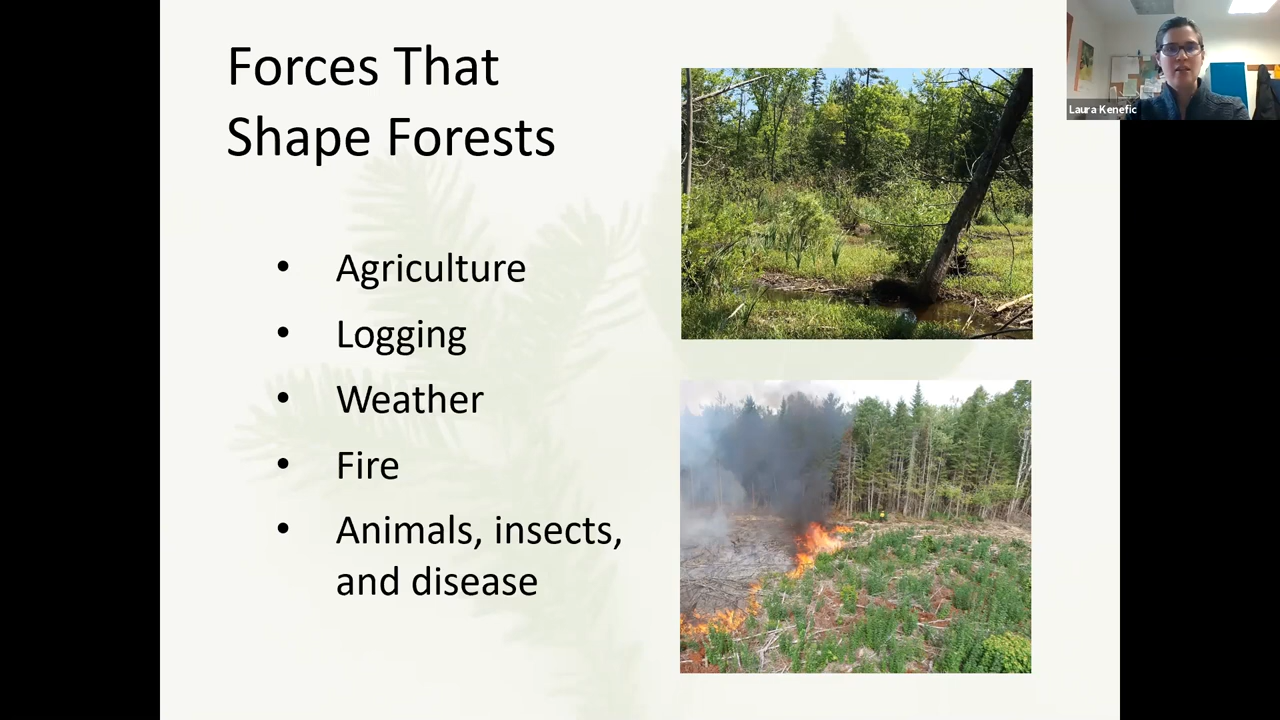 Forces That
Shape Forests
• Agriculture
• Logging
• Weather
• Fire
• Animals, insects,
and disease
Laura Kenefic